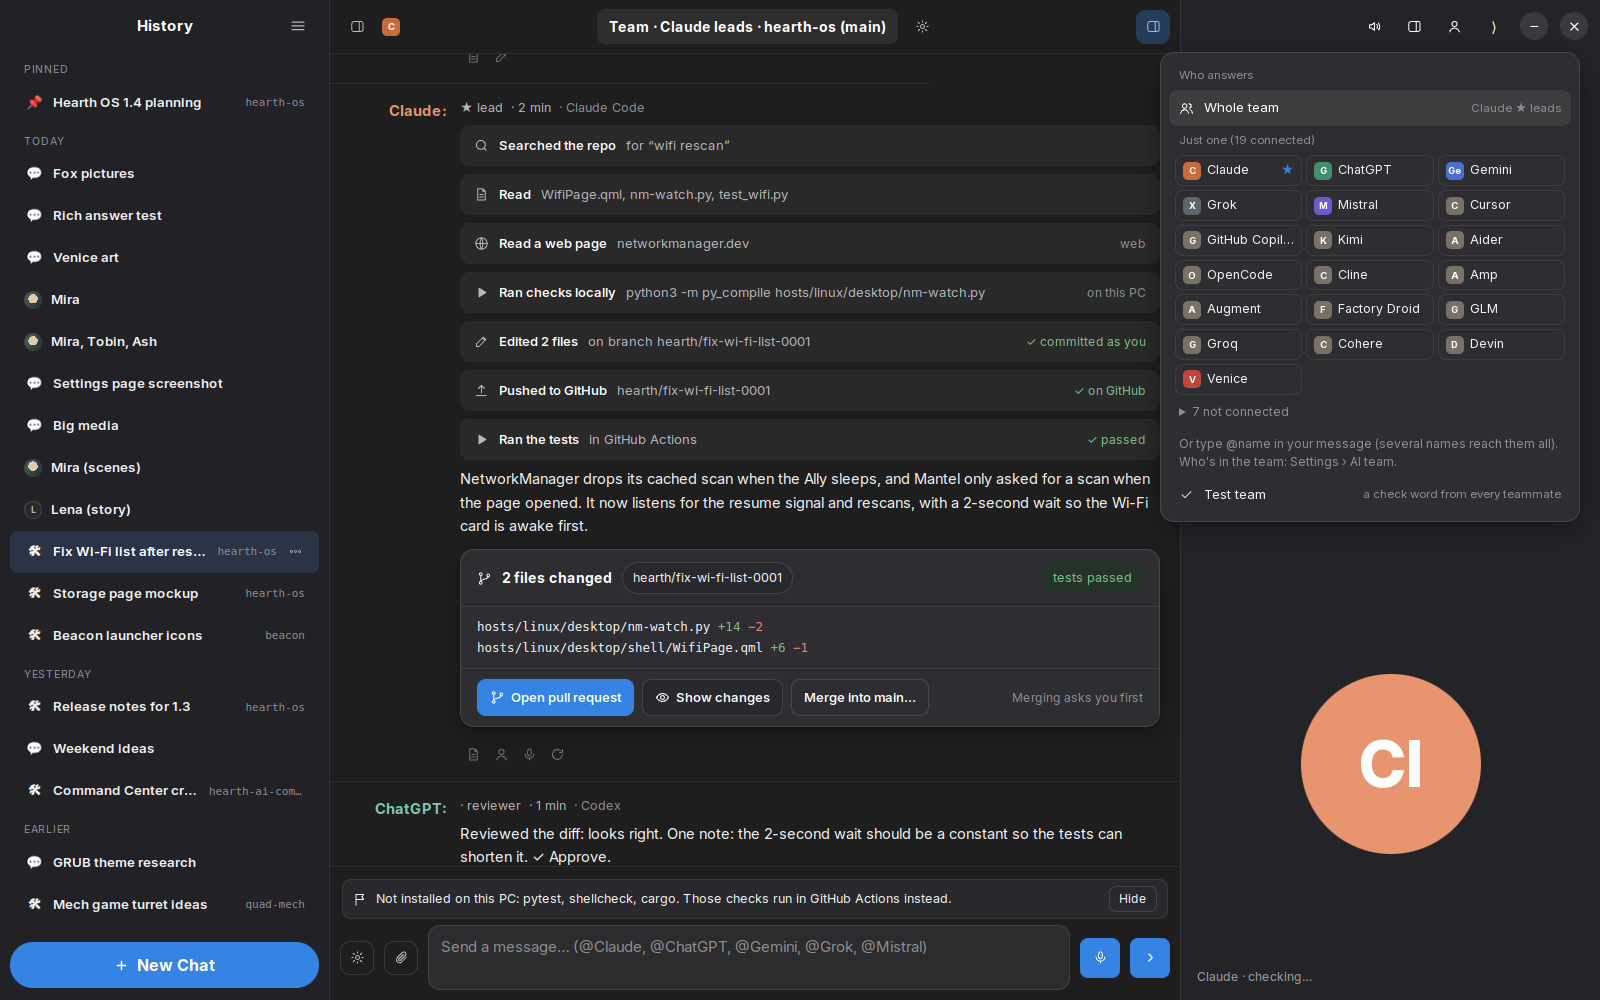 History
PINNED
Hearth OS 1.4 planning hearth-os
TODAY
Fox pictures
Rich answer test
Venice art
Mira
Mira, Tobin, Ash
Settings page screenshot
Big media
Mira (scenes)
L Lena (story)
Fix Wi-Fi list after res... hearth-os
Storage page mockup hearth-os
Beacon launcher icons beacon
YESTERDAY
Release notes for 1.3 hearth-os
Weekend ideas
Command Center cr... hearth-ai-com…
EARLIER
GRUB theme research
Mech game turret ideas quad-mech
+ New Chat
C
Team · Claude leads · hearth-os (main)
Claude: ★ lead · 2 min · Claude Code
Searched the repo for “wifi rescan”
Read WifiPage.qml, nm-watch.py, test_wifi.py
Read a web page networkmanager.dev web
Ran checks locally python3 -m py_compile hosts/linux/desktop/nm-watch.py on this PC
Edited 2 files on branch hearth/fix-wi-fi-list-0001 ✓ committed as you
Pushed to GitHub hearth/fix-wi-fi-list-0001 ✓ on GitHub
Ran the tests in GitHub Actions ✓ passed
NetworkManager drops its cached scan when the Ally sleeps, and Mantel only asked for a scan when
the page opened. It now listens for the resume signal and rescans, with a 2-second wait so the Wi-Fi
card is awake first.
2 files changed hearth/fix-wi-fi-list-0001 tests passed
hosts/linux/desktop/nm-watch.py +14 −2
hosts/linux/desktop/shell/WifiPage.qml +6 −1
Open pull request Show changes Merge into main... Merging asks you first
ChatGPT: · reviewer · 1 min · Codex
Reviewed the diff: looks right. One note: the 2-second wait should be a constant so the tests can
shorten it. ✓ Approve.
Not installed on this PC: pytest, shellcheck, cargo. Those checks run in GitHub Actions instead. Hide
Send a message... (@Claude, @ChatGPT, @Gemini, @Grok, @Mistral)
Who answers
Whole team Claude ★ leads
Just one (19 connected)
C Claude ★ G ChatGPT Ge Gemini
X Grok M Mistral C Cursor
G GitHub Copil... K Kimi A Aider
O OpenCode C Cline A Amp
A Augment F Factory Droid G GLM
G Groq C Cohere D Devin
V Venice
▶ 7 not connected
Or type @name in your message (several names reach them all).
Who's in the team: Settings › AI team.
✓ Test team a check word from every teammate
Cl
Claude · checking...